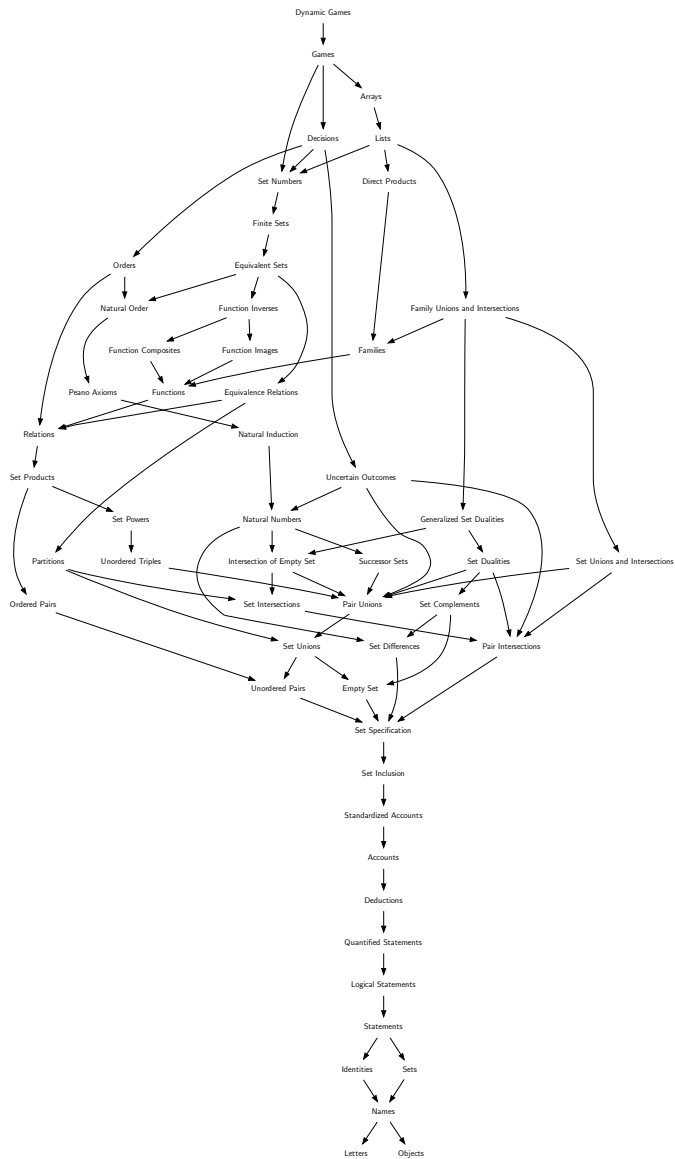 Dynamic Games
Games
Arrays
Decisions
Lists
Set Numbers
Direct Products
Finite Sets
Orders
Equivalent Sets
Natural Order
Function Inverses
Family Unions and Intersections
Function Composites
Function Images
Families
Peano Axioms
Functions
Equivalence Relations
Relations
Natural Induction
Set Products
Uncertain Outcomes
Set Powers
Natural Numbers
Generalized Set Dualities
Partitions
Unordered Triples
Intersection of Empty Set
Successor Sets
Set Dualities
Set Unions and Intersections
Ordered Pairs
Set Intersections
Pair Unions
Set Complements
Set Unions
Set Differences
Pair Intersections
Unordered Pairs
Empty Set
Set Specification
Set Inclusion
Standardized Accounts
Accounts
Deductions
Quantified Statements
Logical Statements
Statements
Identities
Sets
Names
Letters
Objects